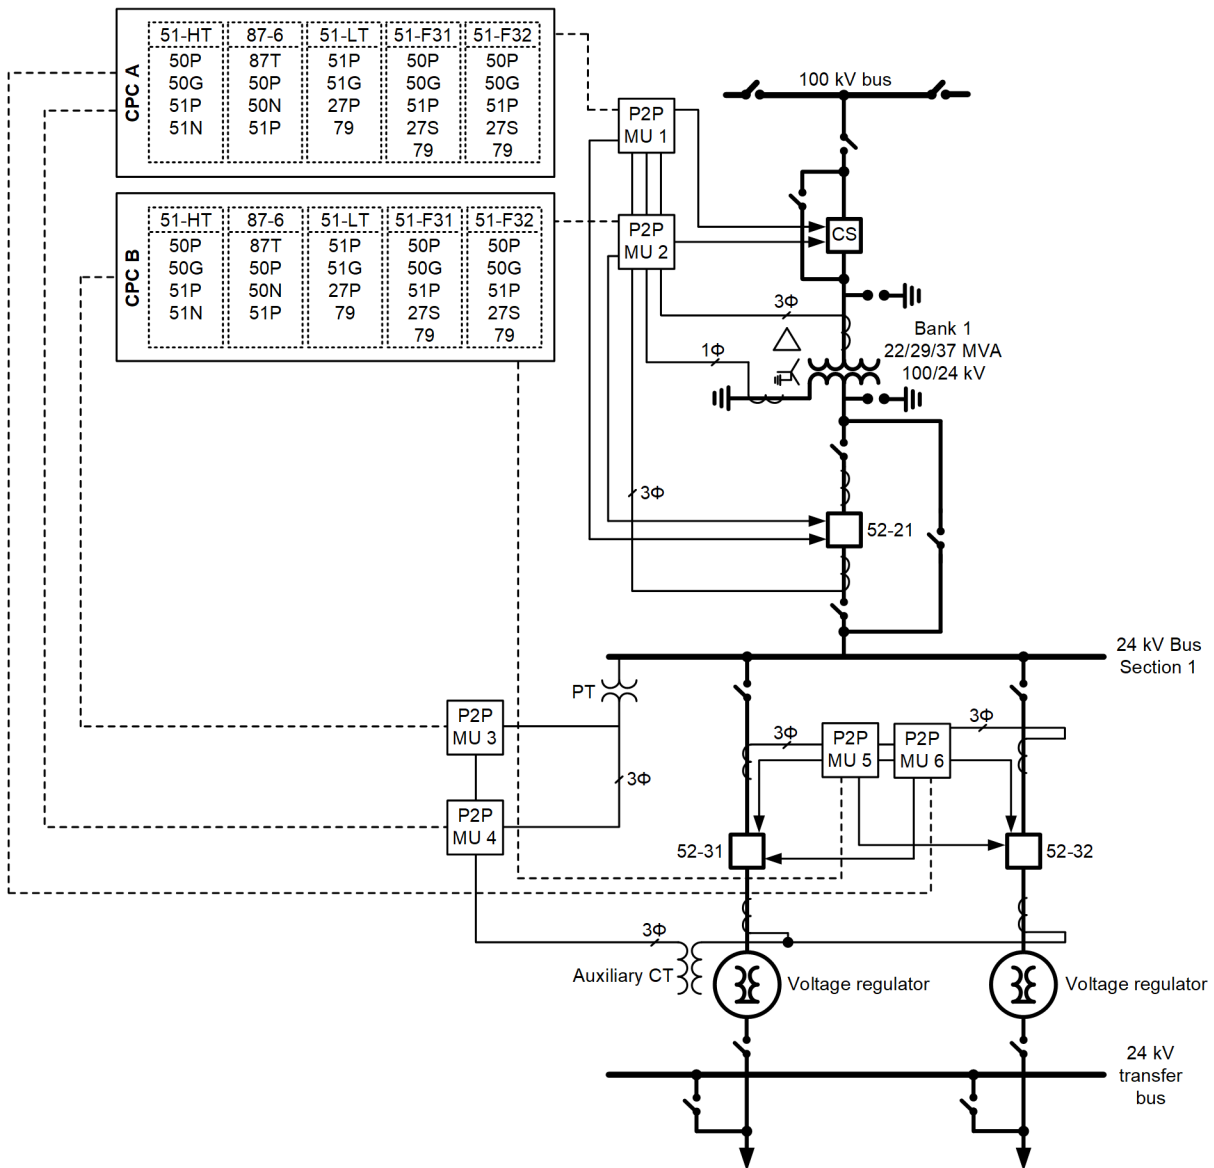 CPC A
51-HT 87-6 51-LT 51-F31 51-F32
50P 87T 51P 50P 50P
50G 50P 51G 50G 50G
51P 50N 27P 51P 51P
51N 51P 79 27S 27S
79 79
CPC B
51-HT 87-6 51-LT 51-F31 51-F32
50P 87T 51P 50P 50P
50G 50P 51G 50G 50G
51P 50N 27P 51P 51P
51N 51P 79 27S 27S
79 79
100 kV bus
P2P
MU 1
P2P
MU 2
CS
3Φ
1Φ
Bank 1
22/29/37 MVA
100/24 kV
3Φ
52-21
24 kV Bus
Section 1
PT
P2P
MU 3
3Φ
P2P
MU 4
3Φ
P2P
MU 5
P2P
MU 6
3Φ
52-31
52-32
3Φ
Auxiliary CT
Voltage regulator
Voltage regulator
24 kV
transfer
bus